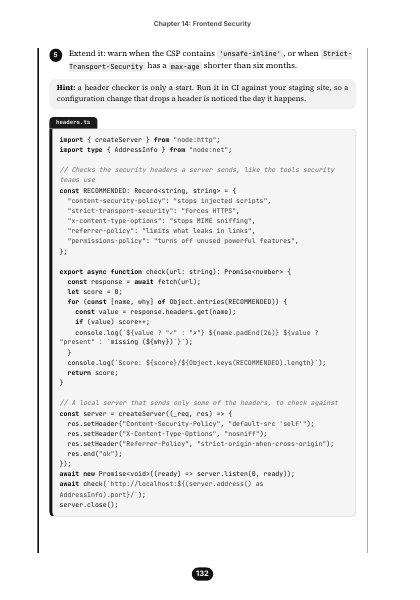 Chapter 14: Frontend Security
5 Extend it: warn when the CSP contains 'unsafe-inline', or when Strict-
Transport-Security has a max-age shorter than six months.
Hint: a header checker is only a start. Run it in CI against your staging site, so a
configuration change that drops a header is noticed the day it happens.
headers.ts
import { createServer } from "node:http";
import type { AddressInfo } from "node:net";
// Checks the security headers a server sends, like the tools security
teams use
const RECOMMENDED: Record<string, string> = {
  "content-security-policy": "stops injected scripts",
  "strict-transport-security": "forces HTTPS",
  "x-content-type-options": "stops MIME sniffing",
  "referrer-policy": "limits what leaks in links",
  "permissions-policy": "turns off unused powerful features",
};
export async function check(url: string): Promise<number> {
  const response = await fetch(url);
  let score = 0;
  for (const [name, why] of Object.entries(RECOMMENDED)) {
    const value = response.headers.get(name);
    if (value) score++;
    console.log(`${value ? "✓" : "✗"} ${name.padEnd(26)} ${value ?
"present" : `missing (${why})`}`);
  }
  console.log(`Score: ${score}/${Object.keys(RECOMMENDED).length}`);
  return score;
}
// A local server that sends only some of the headers, to check against
const server = createServer((_req, res) => {
  res.setHeader("Content-Security-Policy", "default-src 'self'");
  res.setHeader("X-Content-Type-Options", "nosniff");
  res.setHeader("Referrer-Policy", "strict-origin-when-cross-origin");
  res.end("ok");
});
await new Promise<void>((ready) => server.listen(0, ready));
await check(`http://localhost:${(server.address() as
AddressInfo).port}/`);
server.close();
132